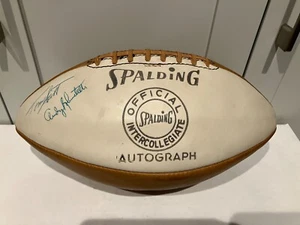 SPALDING
OFFICIAL
SPALDING
INTERCOLLEGIATE
AUTOGRAPH